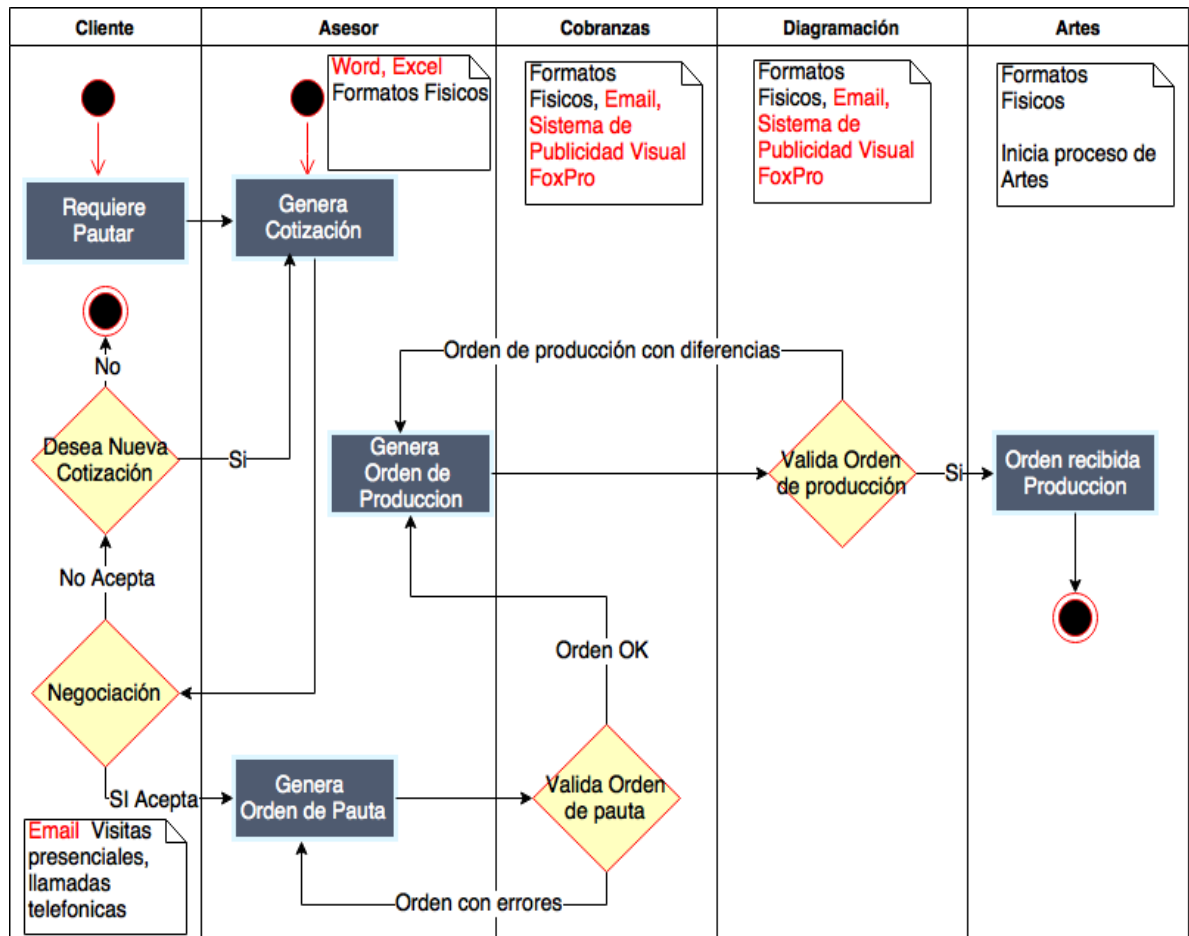 Cliente
Asesor
Cobranzas
Diagramación
Artes
Word, Excel
Formatos Fisicos
Formatos
Fisicos, Email,
Sistema de
Publicidad Visual
FoxPro
Formatos
Fisicos, Email,
Sistema de
Publicidad Visual
FoxPro
Formatos
Fisicos
Inicia proceso de
Artes
Requiere
Pautar
Genera
Cotización
No
Desea Nueva
Cotización
Si
Orden de producción con diferencias
Genera
Orden de
Produccion
Valida Orden
de producción
Si
Orden recibida
Produccion
No Acepta
Negociación
Orden OK
SI Acepta
Genera
Orden de Pauta
Valida Orden
de pauta
Email Visitas
presenciales,
llamadas
telefonicas
Orden con errores